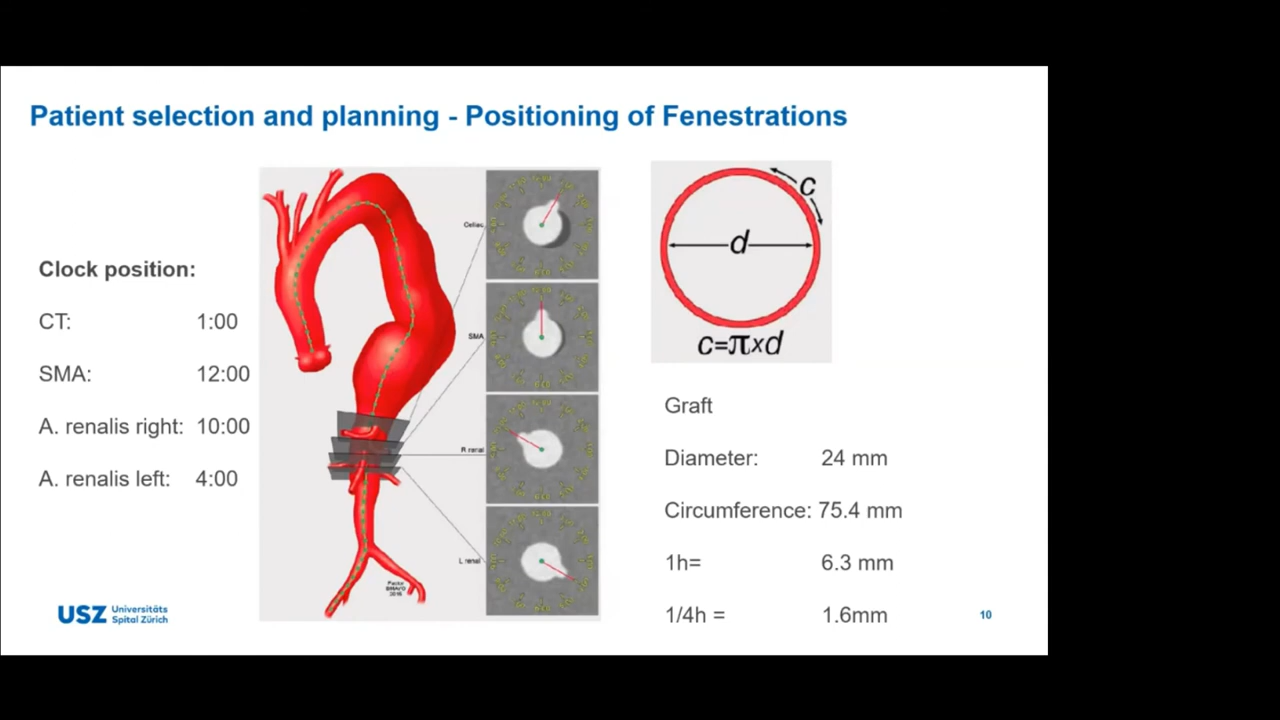 Patient selection and planning - Positioning of Fenestrations
Clock position:
CT: 1:00
SMA: 12:00
A. renalis right: 10:00
A. renalis left: 4:00
Celiac
SMA
R renal
L renal
c
d
c=πxd
Graft
Diameter: 24 mm
Circumference: 75.4 mm
1h= 6.3 mm
1/4h = 1.6mm
USZ Universitäts
Spital Zürich
10